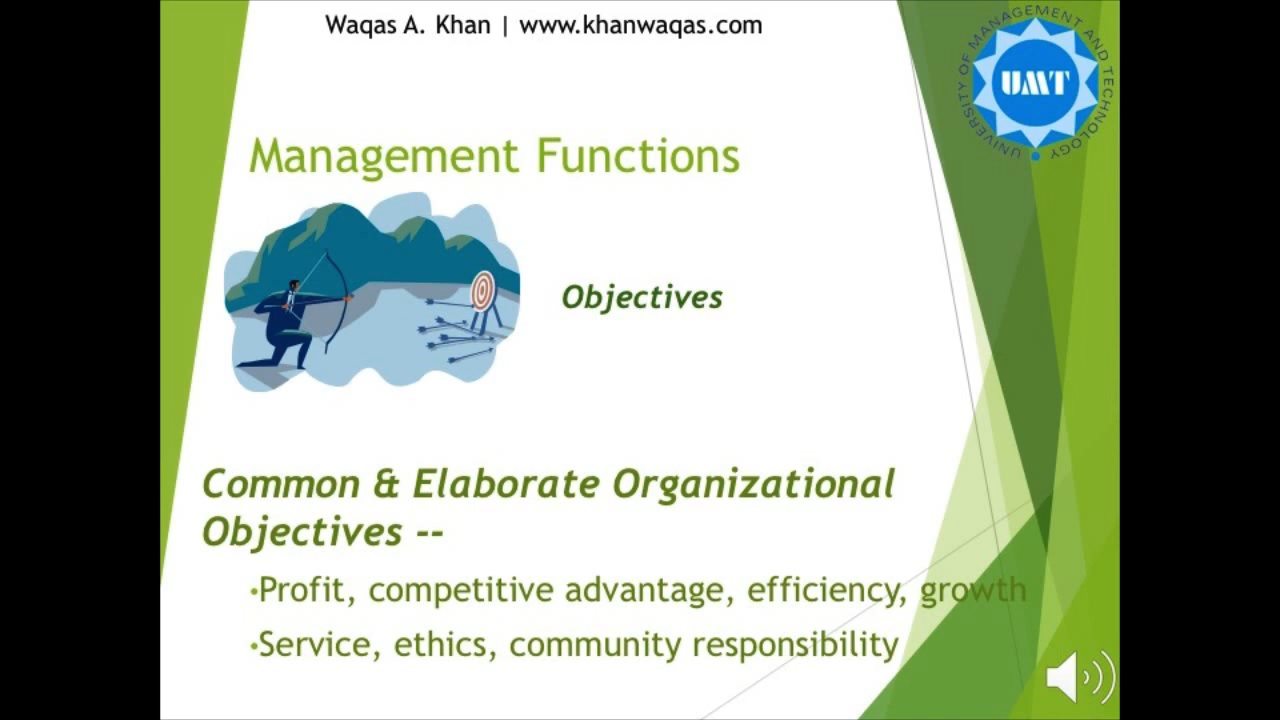 Waqas A. Khan | www.khanwaqas.com
UNIVERSITY OF MANAGEMENT AND TECHNOLOGY
UMT
Management Functions
Objectives
Common & Elaborate Organizational
Objectives --
•Profit, competitive advantage, efficiency, growth
•Service, ethics, community responsibility